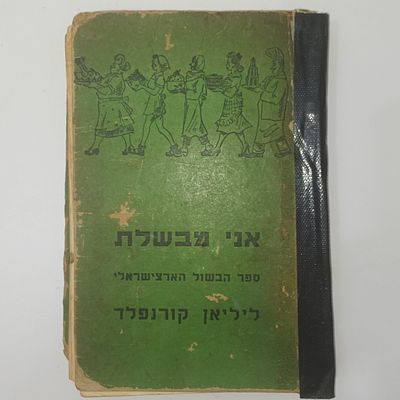 אני מבשלת
ספר הבשול הארצישראלי
ליליאן קורנפלד